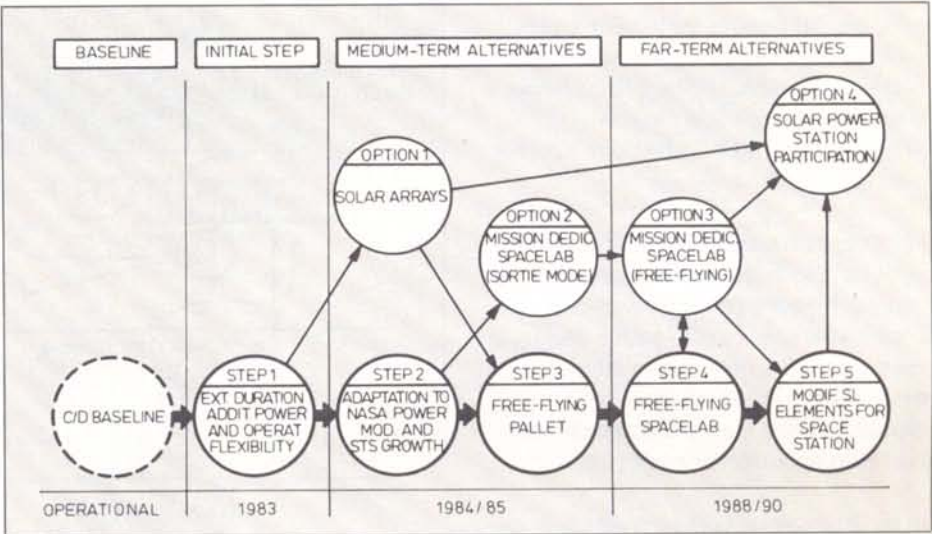 BASELINE
INITIAL STEP
MEDIUM-TERM ALTERNATIVES
FAR-TERM ALTERNATIVES
OPTION 4
SOLAR POWER
STATION
PARTICIPATION
OPTION 1
SOLAR ARRAYS
OPTION 2
MISSION DEDIC.
SPACELAB
(SORTIE MODE)
OPTION 3
MISSION DEDIC.
SPACELAB
(FREE-FLYING)
C/D BASELINE
STEP 1
EXT DURATION
ADDIT POWER
AND OPERAT
FLEXIBILITY
STEP 2
ADAPTATION TO
NASA POWER
MOD. AND
STS GROWTH
STEP 3
FREE-FLYING
PALLET
STEP 4
FREE-FLYING
SPACELAB
STEP 5
MODIF SL
ELEMENTS FOR
SPACE
STATION
OPERATIONAL
1983
1984/85
1988/90